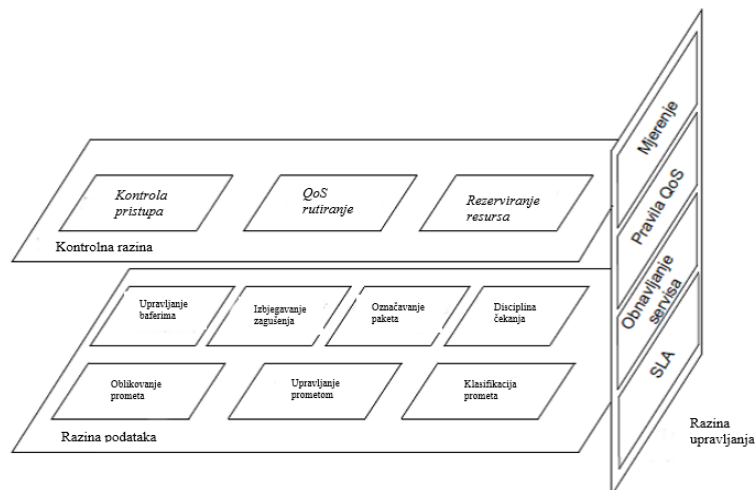 Kontrola
pristupa
QoS
rutiranje
Rezerviranje
resursa
Kontrolna razina
Upravljanje
baferima
Izbjegavanje
zagušenja
Označavanje
paketa
Disciplina
čekanja
Oblikovanje
prometa
Upravljanje
prometom
Klasifikacija
prometa
Razina podataka
Mjerenje
Pravila QoS
Obnavljanje
servisa
SLA
Razina
upravljanja